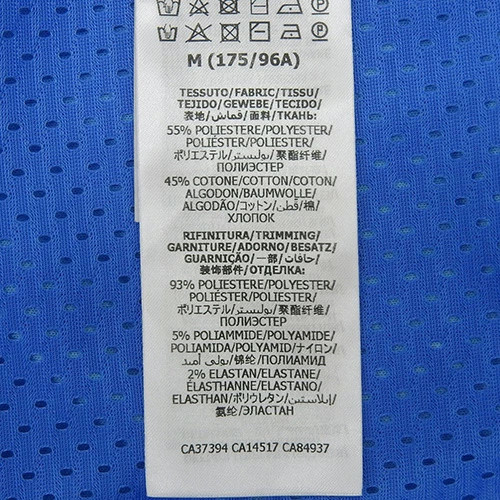 M (175/96A)
TESSUTO/FABRIC/TISSU/
TEJIDO/GEWEBE/TECIDO/
表地/قماش/面料/ТКАНЬ:
55% POLIESTERE/POLYESTER/
POLIÉSTER/POLIESTER/
ポリエステル/بوليستر/聚酯纤维/
ПОЛИЭСТЕР
45% COTONE/COTTON/COTON/
ALGODON/BAUMWOLLE/
ALGODÃO/コットン/قطن/棉/
ХЛОПОК
RIFINITURA/TRIMMING/
GARNITURE/ADORNO/BESATZ/
GUARNIÇÃO/一部/حافات/
装饰部件/ОТДЕЛКА:
93% POLIESTERE/POLYESTER/
POLIÉSTER/POLIESTER/
ポリエステル/بوليستر/聚酯纤维/
ПОЛИЭСТЕР
5% POLIAMMIDE/POLYAMIDE/
POLIAMIDA/POLYAMID/ナイロン/
بولي أميد/锦纶/ПОЛИАМИД
2% ELASTAN/ELASTANE/
ÉLASTHANNE/ELASTANO/
ELASTHAN/ポリウレタン/إيلاستين/
氨纶/ЭЛАСТАН
CA37394 CA14517 CA84937